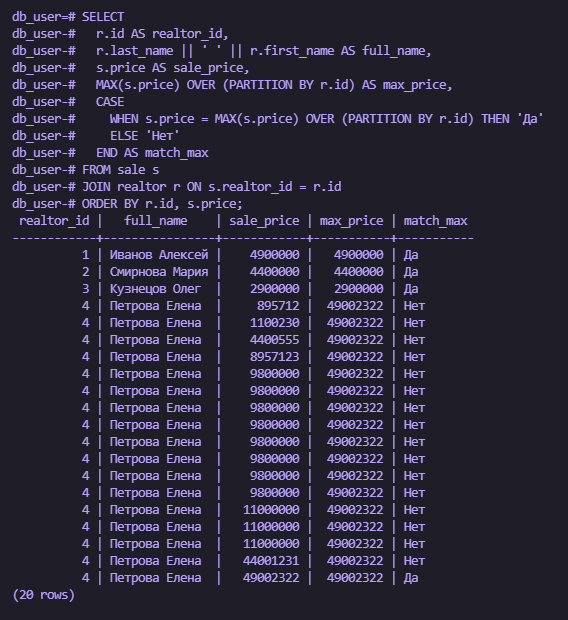 db_user=# SELECT
db_user-#   r.id AS realtor_id,
db_user-#   r.last_name || ' ' || r.first_name AS full_name,
db_user-#   s.price AS sale_price,
db_user-#   MAX(s.price) OVER (PARTITION BY r.id) AS max_price,
db_user-#   CASE
db_user-#     WHEN s.price = MAX(s.price) OVER (PARTITION BY r.id) THEN 'Да'
db_user-#     ELSE 'Нет'
db_user-#   END AS match_max
db_user-# FROM sale s
db_user-# JOIN realtor r ON s.realtor_id = r.id
db_user-# ORDER BY r.id, s.price;
 realtor_id |   full_name    | sale_price | max_price | match_max
------------+----------------+------------+-----------+-----------
          1 | Иванов Алексей |    4900000 |   4900000 | Да
          2 | Смирнова Мария |    4400000 |   4400000 | Да
          3 | Кузнецов Олег  |    2900000 |   2900000 | Да
          4 | Петрова Елена  |     895712 |  49002322 | Нет
          4 | Петрова Елена  |    1100230 |  49002322 | Нет
          4 | Петрова Елена  |    4400555 |  49002322 | Нет
          4 | Петрова Елена  |    8957123 |  49002322 | Нет
          4 | Петрова Елена  |    9800000 |  49002322 | Нет
          4 | Петрова Елена  |    9800000 |  49002322 | Нет
          4 | Петрова Елена  |    9800000 |  49002322 | Нет
          4 | Петрова Елена  |    9800000 |  49002322 | Нет
          4 | Петрова Елена  |    9800000 |  49002322 | Нет
          4 | Петрова Елена  |    9800000 |  49002322 | Нет
          4 | Петрова Елена  |    9800000 |  49002322 | Нет
          4 | Петрова Елена  |    9800000 |  49002322 | Нет
          4 | Петрова Елена  |   11000000 |  49002322 | Нет
          4 | Петрова Елена  |   11000000 |  49002322 | Нет
          4 | Петрова Елена  |   11000000 |  49002322 | Нет
          4 | Петрова Елена  |   44001231 |  49002322 | Нет
          4 | Петрова Елена  |   49002322 |  49002322 | Да
(20 rows)